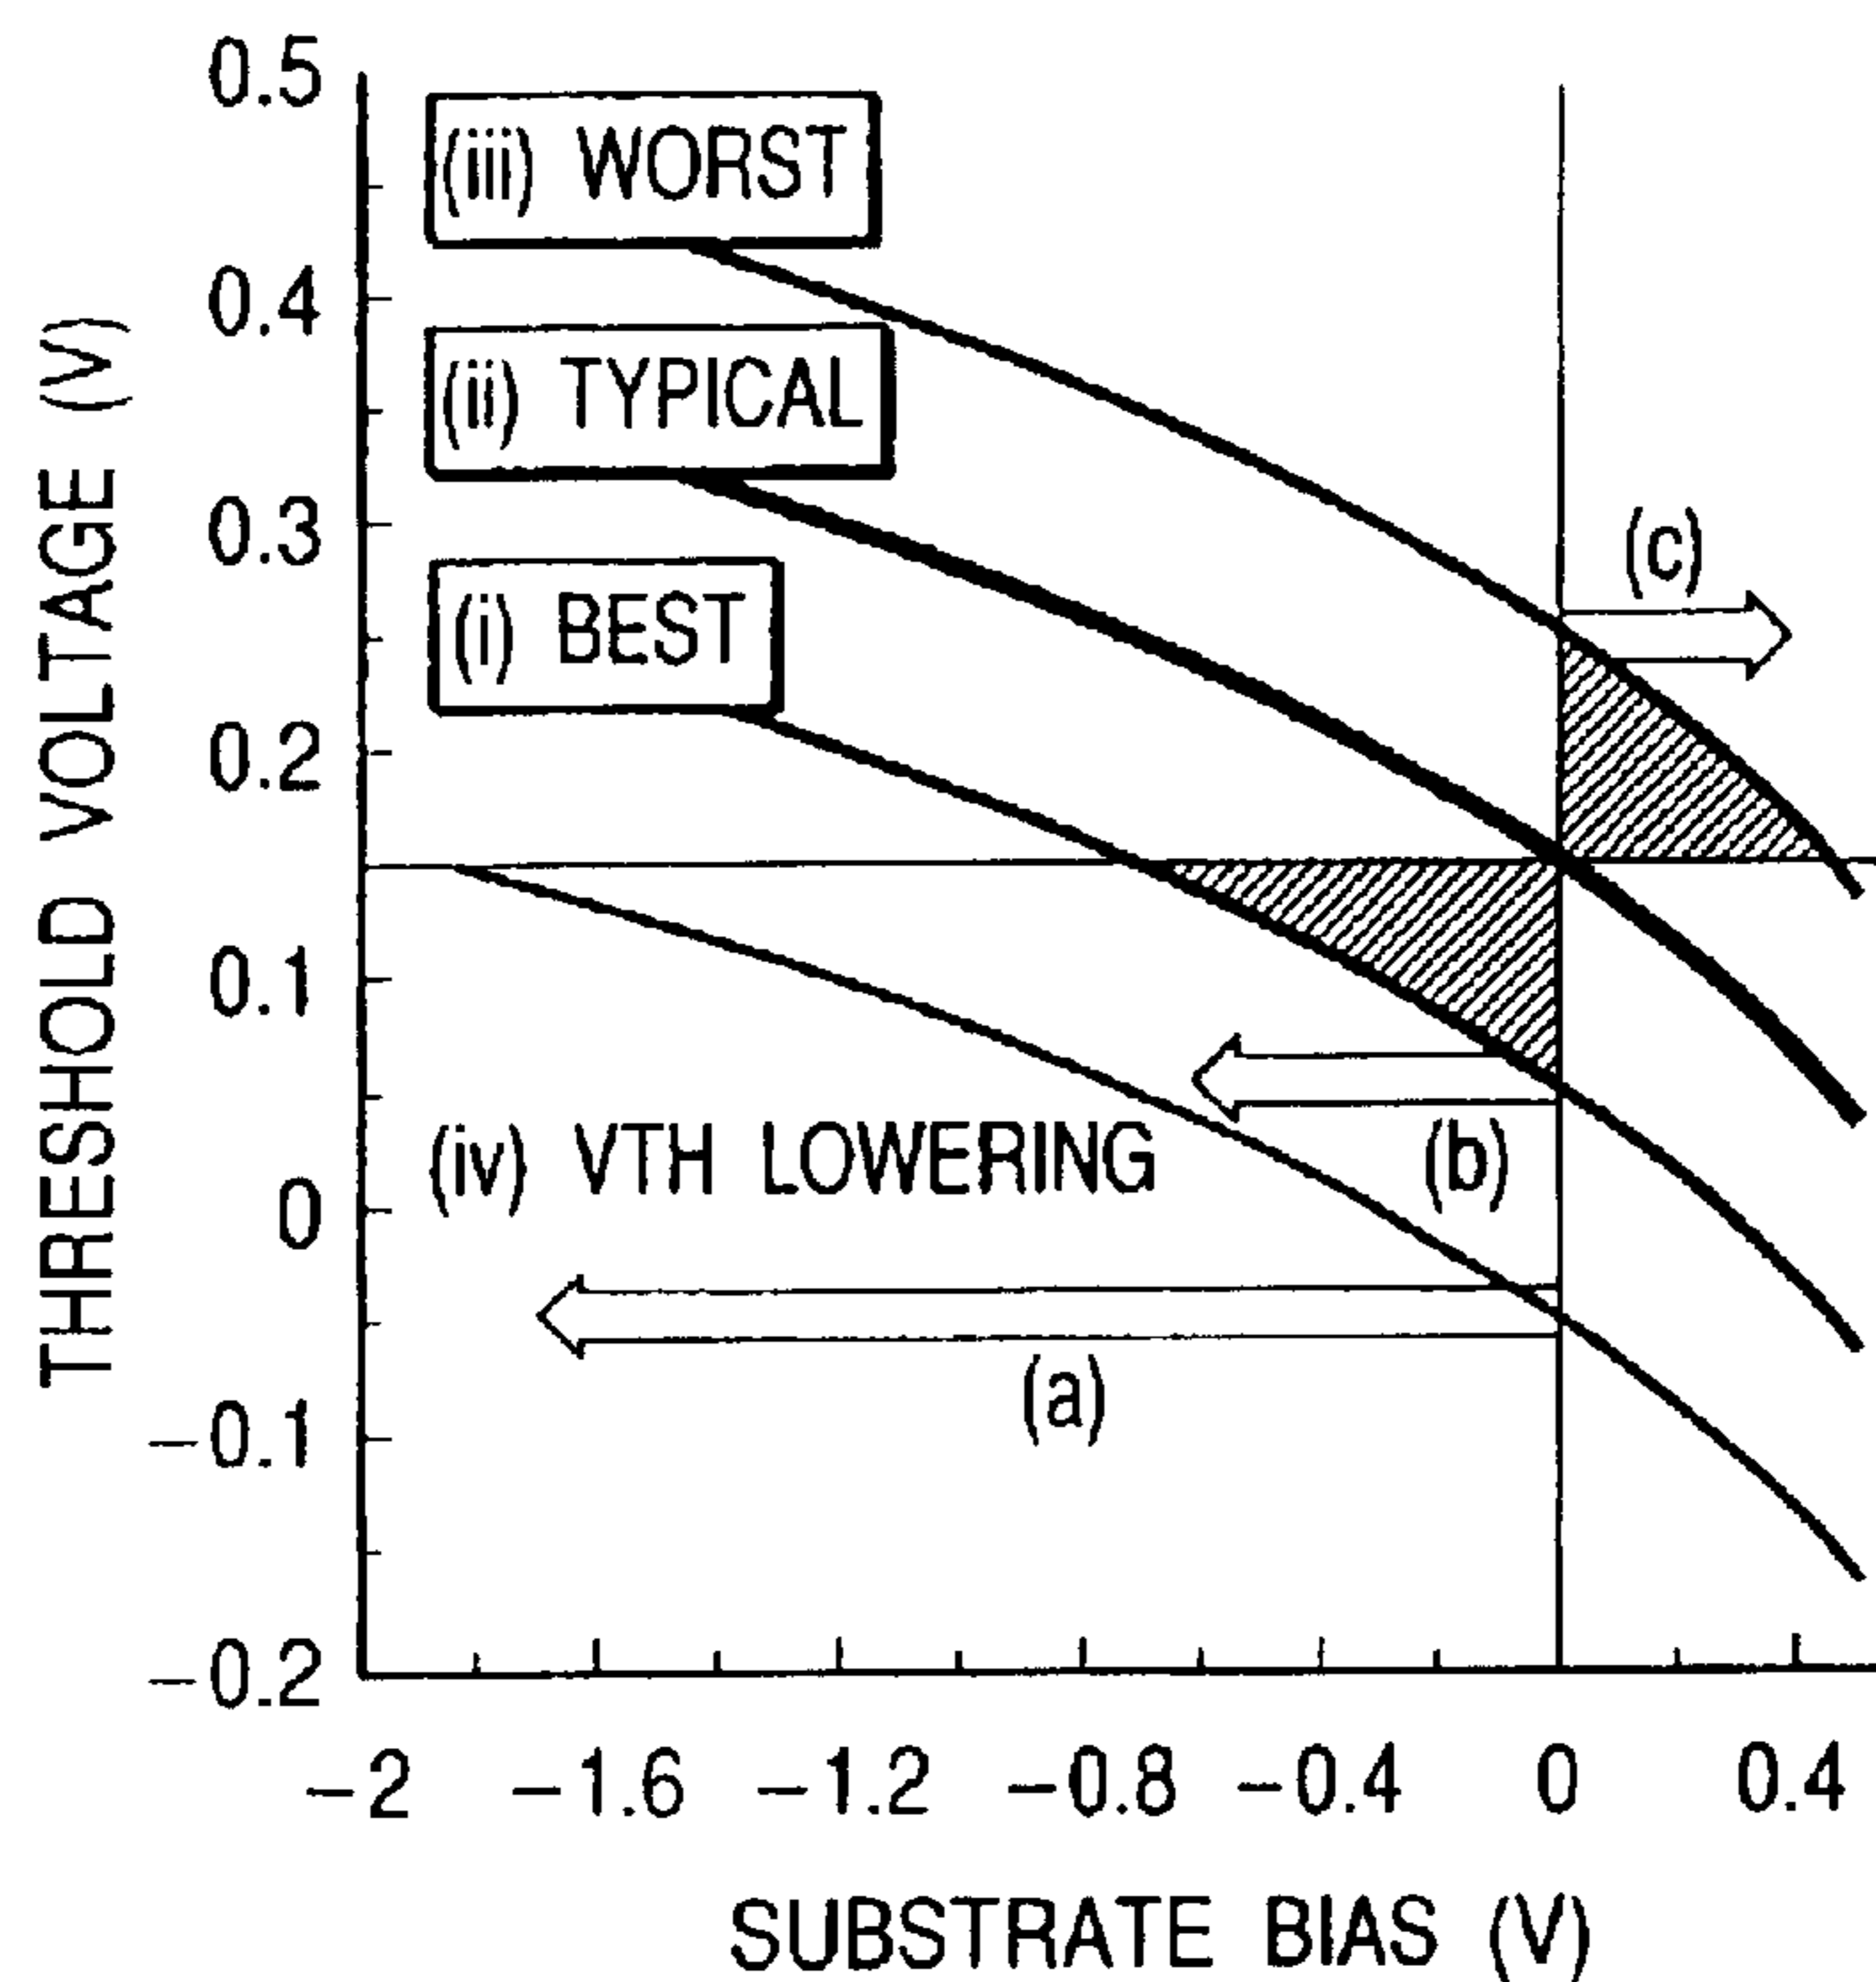 THRESHOLD VOLTAGE (V)
0.5
0.4
0.3
0.2
0.1
0
−0.1
−0.2
(iii) WORST
(ii) TYPICAL
(i) BEST
(c)
(b)
(iv) VTH LOWERING
(a)
−2 −1.6 −1.2 −0.8 −0.4 0 0.4
SUBSTRATE BIAS (V)